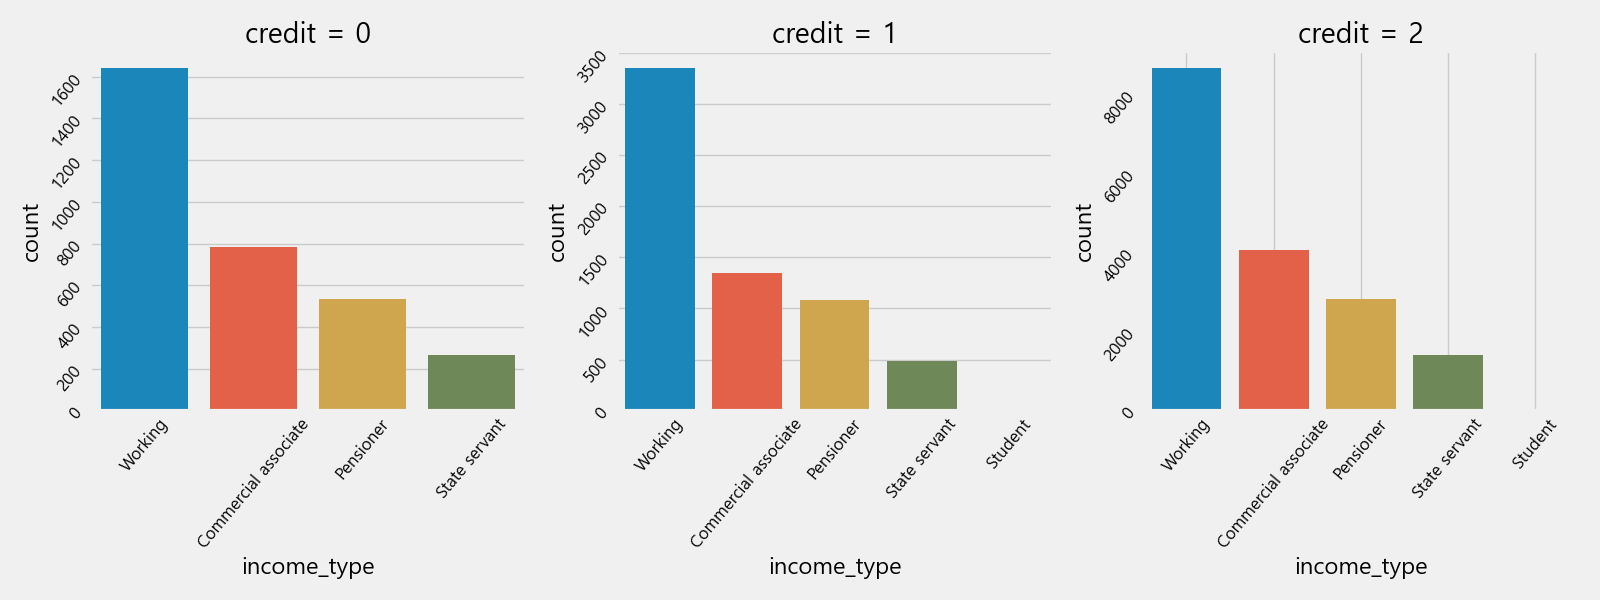 credit = 0
count
1600
1400
1200
1000
800
600
400
200
0
Working
Commercial associate
Pensioner
State servant
income_type
credit = 1
count
3500
3000
2500
2000
1500
1000
500
0
Working
Commercial associate
Pensioner
State servant
Student
income_type
credit = 2
count
8000
6000
4000
2000
0
Working
Commercial associate
Pensioner
State servant
Student
income_type